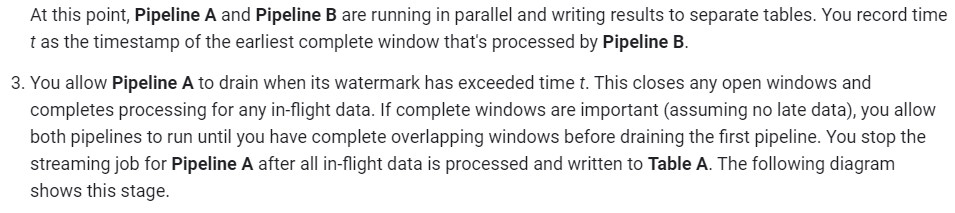 At this point, Pipeline A and Pipeline B are running in parallel and writing results to separate tables. You record time
t as the timestamp of the earliest complete window that's processed by Pipeline B.
3. You allow Pipeline A to drain when its watermark has exceeded time t. This closes any open windows and
completes processing for any in-flight data. If complete windows are important (assuming no late data), you allow
both pipelines to run until you have complete overlapping windows before draining the first pipeline. You stop the
streaming job for Pipeline A after all in-flight data is processed and written to Table A. The following diagram
shows this stage.